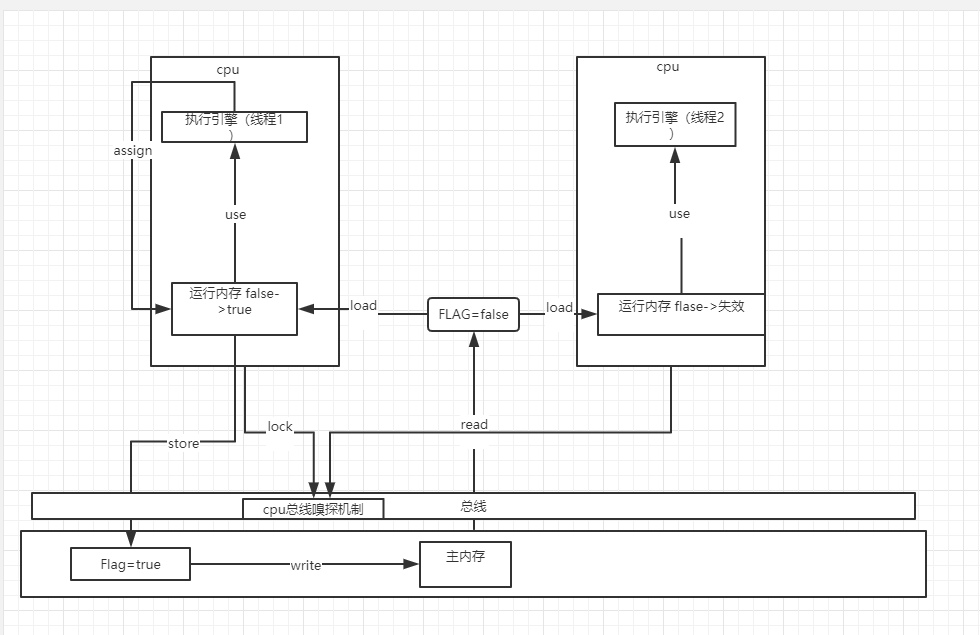 cpu
cpu
执行引擎（线程1
）
执行引擎（线程2
）
assign
use
use
运行内存 false-
>true
load
FLAG=false
load
运行内存 flase->失效
lock
read
store
cpu总线嗅探机制
总线
Flag=true
write
主内存